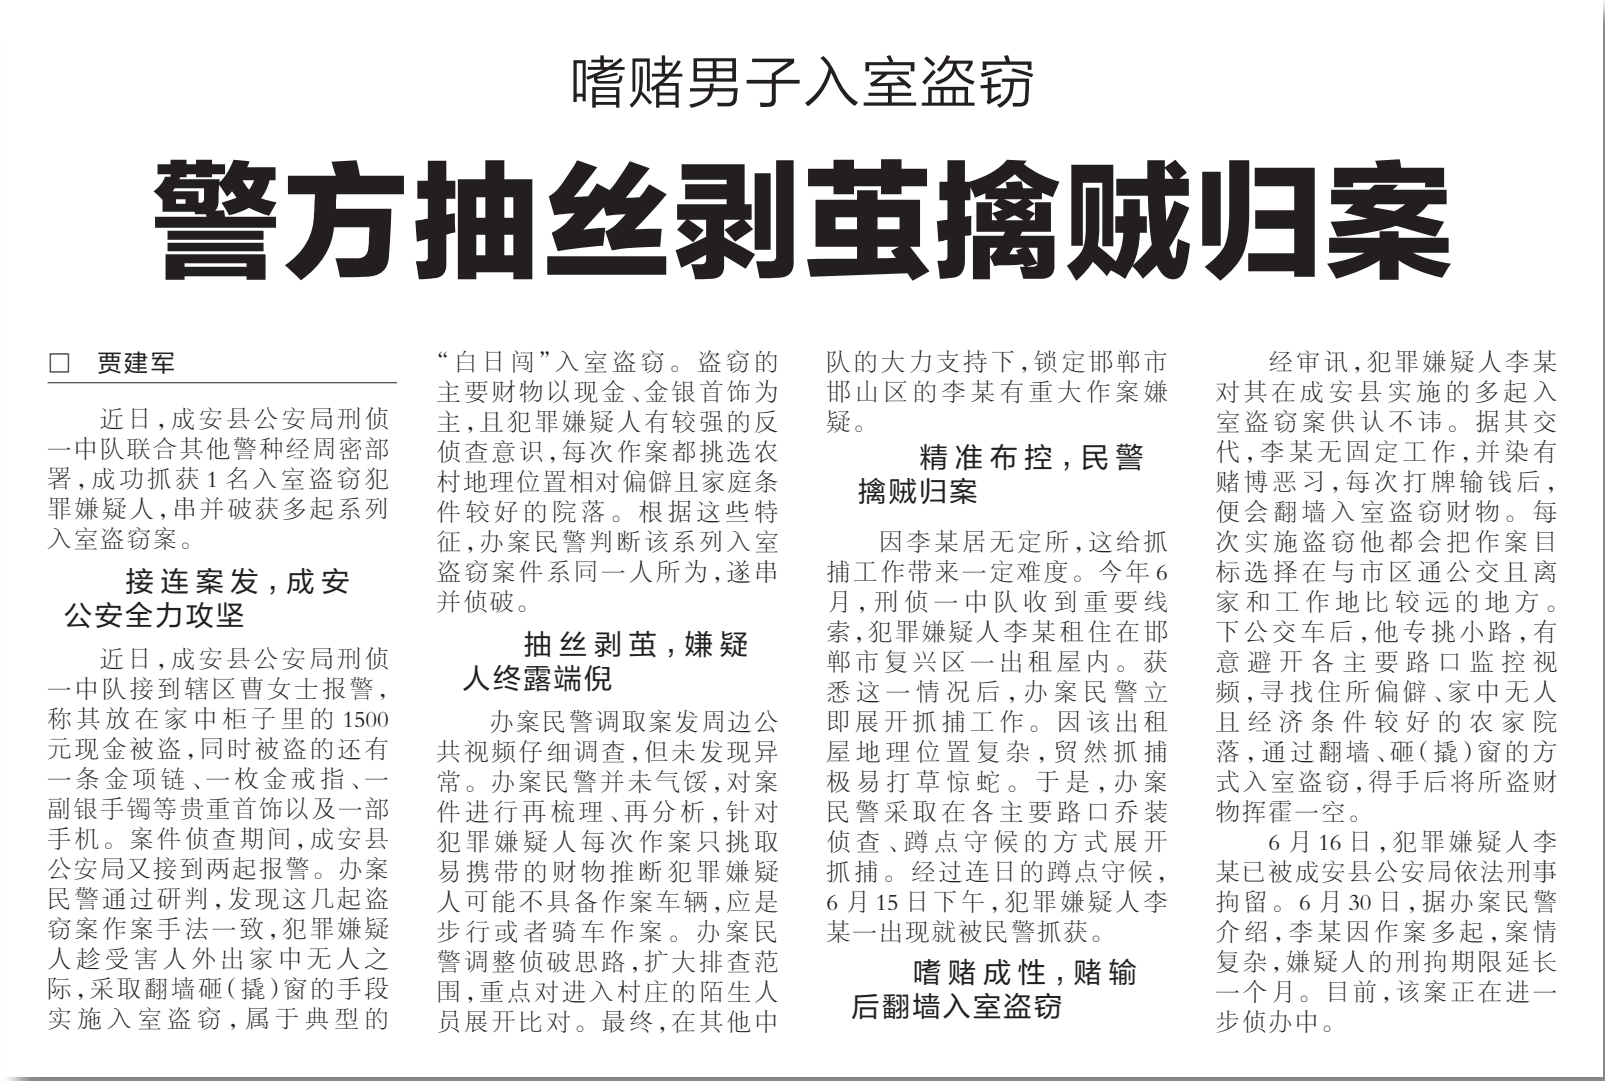 嗜赌男子入室盗窃
警方抽丝剥茧擒贼归案
□ 贾建军
近日,成安县公安局刑侦
一中队联合其他警种经周密部
署,成功抓获1名入室盗窃犯
罪嫌疑人,串并破获多起系列
入室盗窃案。
接连案发,成安
公安全力攻坚
近日,成安县公安局刑侦
一中队接到辖区曹女士报警,
称其放在家中柜子里的1500
元现金被盗,同时被盗的还有
一条金项链、一枚金戒指、一
副银手镯等贵重首饰以及一部
手机。案件侦查期间,成安县
公安局又接到两起报警。办案
民警通过研判,发现这几起盗
窃案作案手法一致,犯罪嫌疑
人趁受害人外出家中无人之
际,采取翻墙砸(撬)窗的手段
实施入室盗窃,属于典型的
“白日闯”入室盗窃。盗窃的
主要财物以现金、金银首饰为
主,且犯罪嫌疑人有较强的反
侦查意识,每次作案都挑选农
村地理位置相对偏僻且家庭条
件较好的院落。根据这些特
征,办案民警判断该系列入室
盗窃案件系同一人所为,遂串
并侦破。
抽丝剥茧,嫌疑
人终露端倪
办案民警调取案发周边公
共视频仔细调查,但未发现异
常。办案民警并未气馁,对案
件进行再梳理、再分析,针对
犯罪嫌疑人每次作案只挑取
易携带的财物推断犯罪嫌疑
人可能不具备作案车辆,应是
步行或者骑车作案。办案民
警调整侦破思路,扩大排查范
围,重点对进入村庄的陌生人
员展开比对。最终,在其他中
队的大力支持下,锁定邯郸市
邯山区的李某有重大作案嫌
疑。
精准布控,民警
擒贼归案
因李某居无定所,这给抓
捕工作带来一定难度。今年6
月,刑侦一中队收到重要线
索,犯罪嫌疑人李某租住在邯
郸市复兴区一出租屋内。获
悉这一情况后,办案民警立
即展开抓捕工作。因该出租
屋地理位置复杂,贸然抓捕
极易打草惊蛇。于是,办案
民警采取在各主要路口乔装
侦查、蹲点守候的方式展开
抓捕。经过连日的蹲点守候,
6月15日下午,犯罪嫌疑人李
某一出现就被民警抓获。
嗜赌成性,赌输
后翻墙入室盗窃
经审讯,犯罪嫌疑人李某
对其在成安县实施的多起入
室盗窃案供认不讳。据其交
代,李某无固定工作,并染有
赌博恶习,每次打牌输钱后,
便会翻墙入室盗窃财物。每
次实施盗窃他都会把作案目
标选择在与市区通公交且离
家和工作地比较远的地方。
下公交车后,他专挑小路,有
意避开各主要路口监控视
频,寻找住所偏僻、家中无人
且经济条件较好的农家院
落,通过翻墙、砸(撬)窗的方
式入室盗窃,得手后将所盗财
物挥霍一空。
6月16日,犯罪嫌疑人李
某已被成安县公安局依法刑事
拘留。6月30日,据办案民警
介绍,李某因作案多起,案情
复杂,嫌疑人的刑拘期限延长
一个月。目前,该案正在进一
步侦办中。